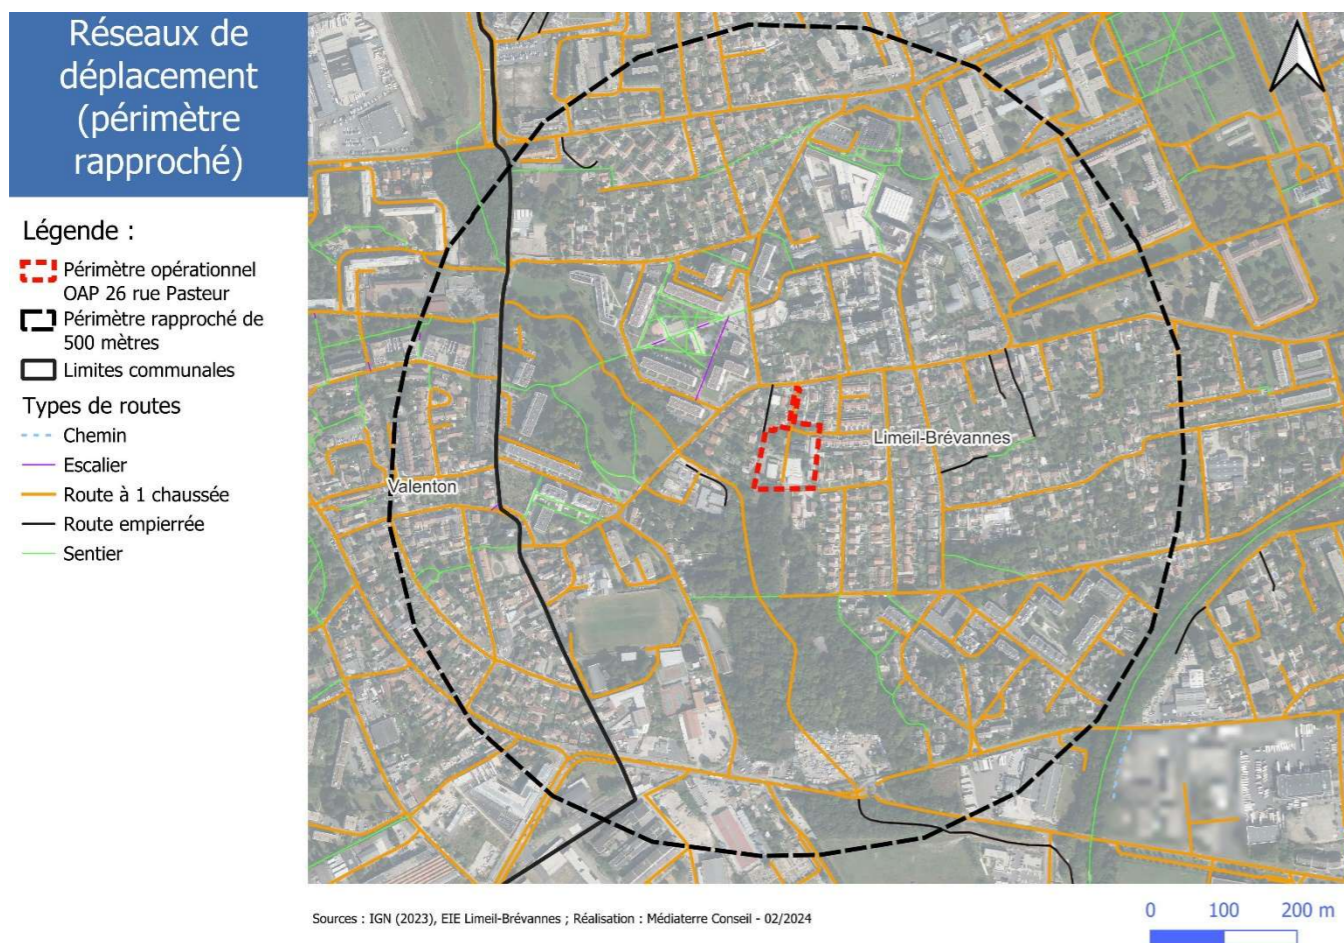 Réseaux de
déplacement
(périmètre
rapproché)
Légende :
Périmètre opérationnel
OAP 26 rue Pasteur
Périmètre rapproché de
500 mètres
Limites communales
Types de routes
Chemin
Escalier
Route à 1 chaussée
Route empierrée
Sentier
Limeil-Brévannes
Valenton
Sources : IGN (2023), EIE Limeil-Brévannes ; Réalisation : Médiaterre Conseil - 02/2024
0 100 200 m